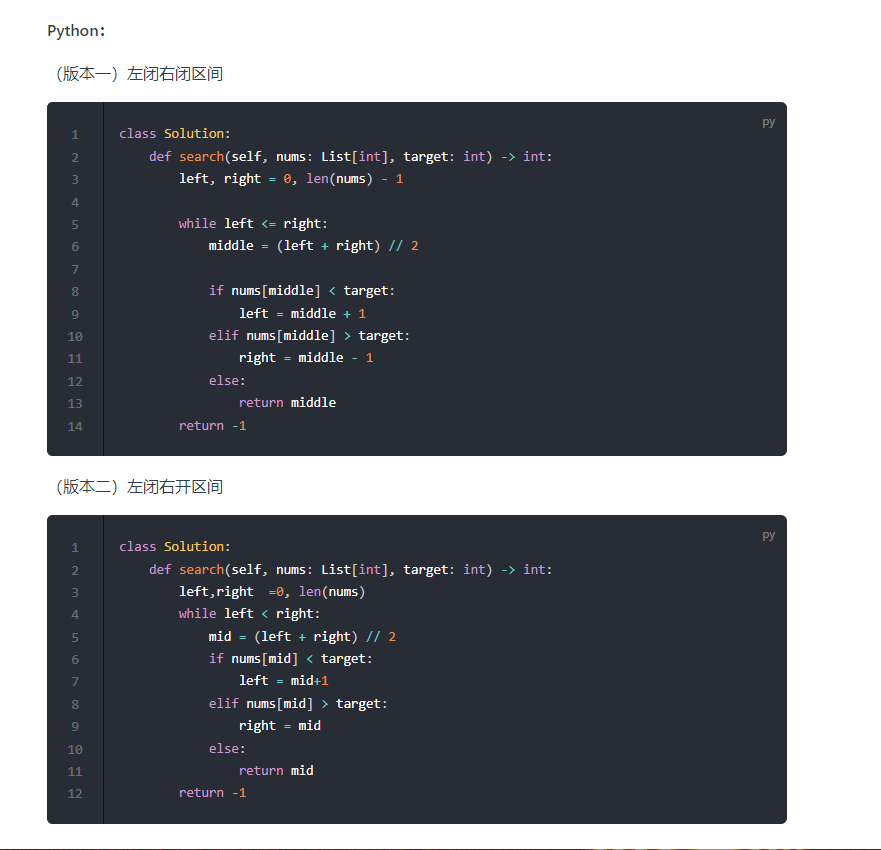 Python：
（版本一）左闭右闭区间
py
1 class Solution:
2     def search(self, nums: List[int], target: int) -> int:
3         left, right = 0, len(nums) - 1
4
5         while left <= right:
6             middle = (left + right) // 2
7
8             if nums[middle] < target:
9                 left = middle + 1
10             elif nums[middle] > target:
11                 right = middle - 1
12             else:
13                 return middle
14         return -1
（版本二）左闭右开区间
py
1 class Solution:
2     def search(self, nums: List[int], target: int) -> int:
3         left,right  =0, len(nums)
4         while left < right:
5             mid = (left + right) // 2
6             if nums[mid] < target:
7                 left = mid+1
8             elif nums[mid] > target:
9                 right = mid
10             else:
11                 return mid
12         return -1